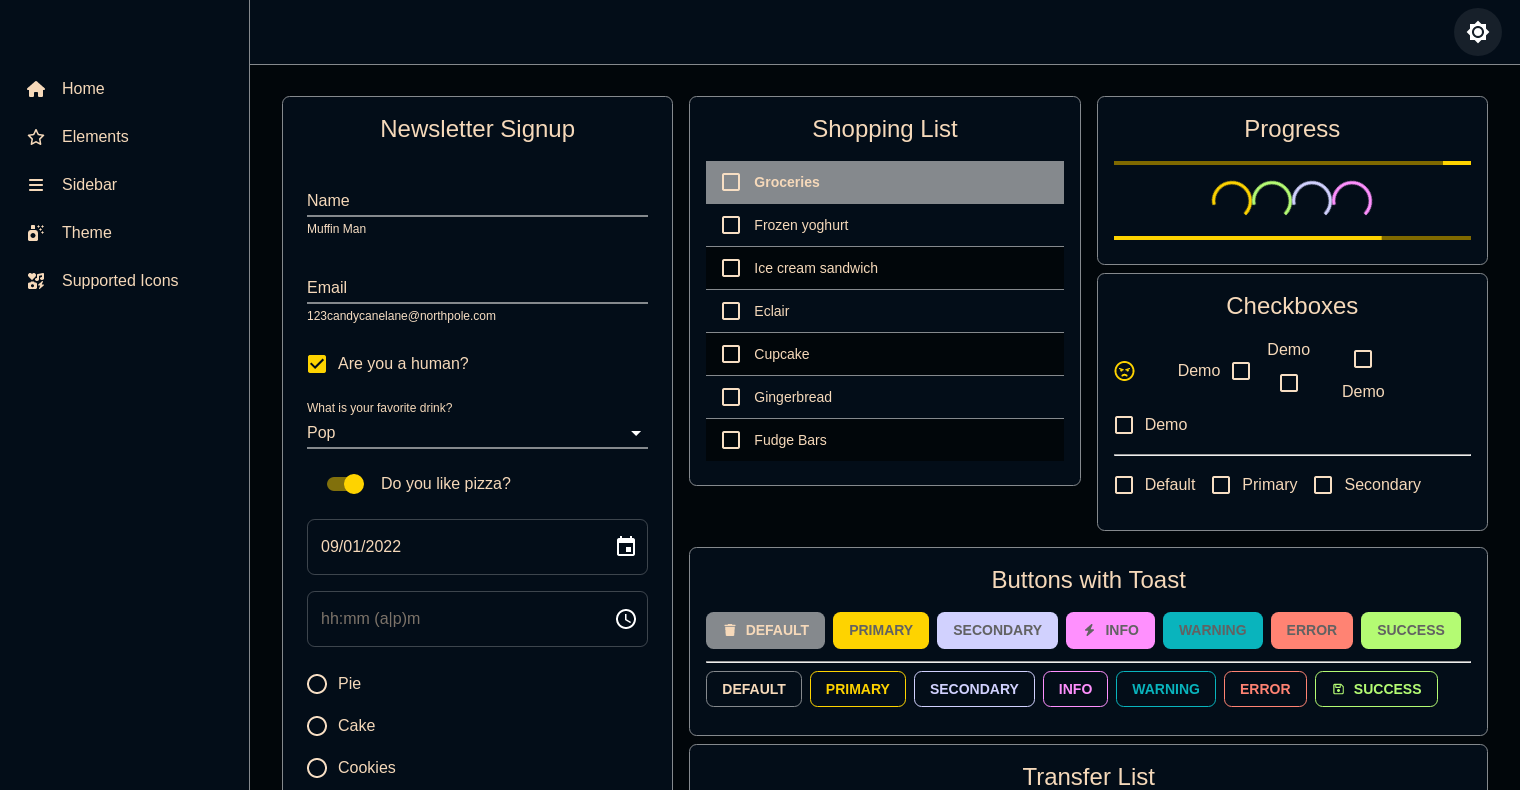 Home
Elements
Sidebar
Theme
Supported Icons
Newsletter Signup
Name
Muffin Man
Email
123candycanelane@northpole.com
Are you a human?
What is your favorite drink?
Pop
Do you like pizza?
09/01/2022
hh:mm (a|p)m
Pie
Cake
Cookies
Shopping List
Groceries
Frozen yoghurt
Ice cream sandwich
Eclair
Cupcake
Gingerbread
Fudge Bars
Progress
Checkboxes
Demo
Demo
Demo
Demo
Default Primary Secondary
Buttons with Toast
DEFAULT PRIMARY SECONDARY INFO WARNING ERROR SUCCESS
DEFAULT PRIMARY SECONDARY INFO WARNING ERROR SUCCESS
Transfer List